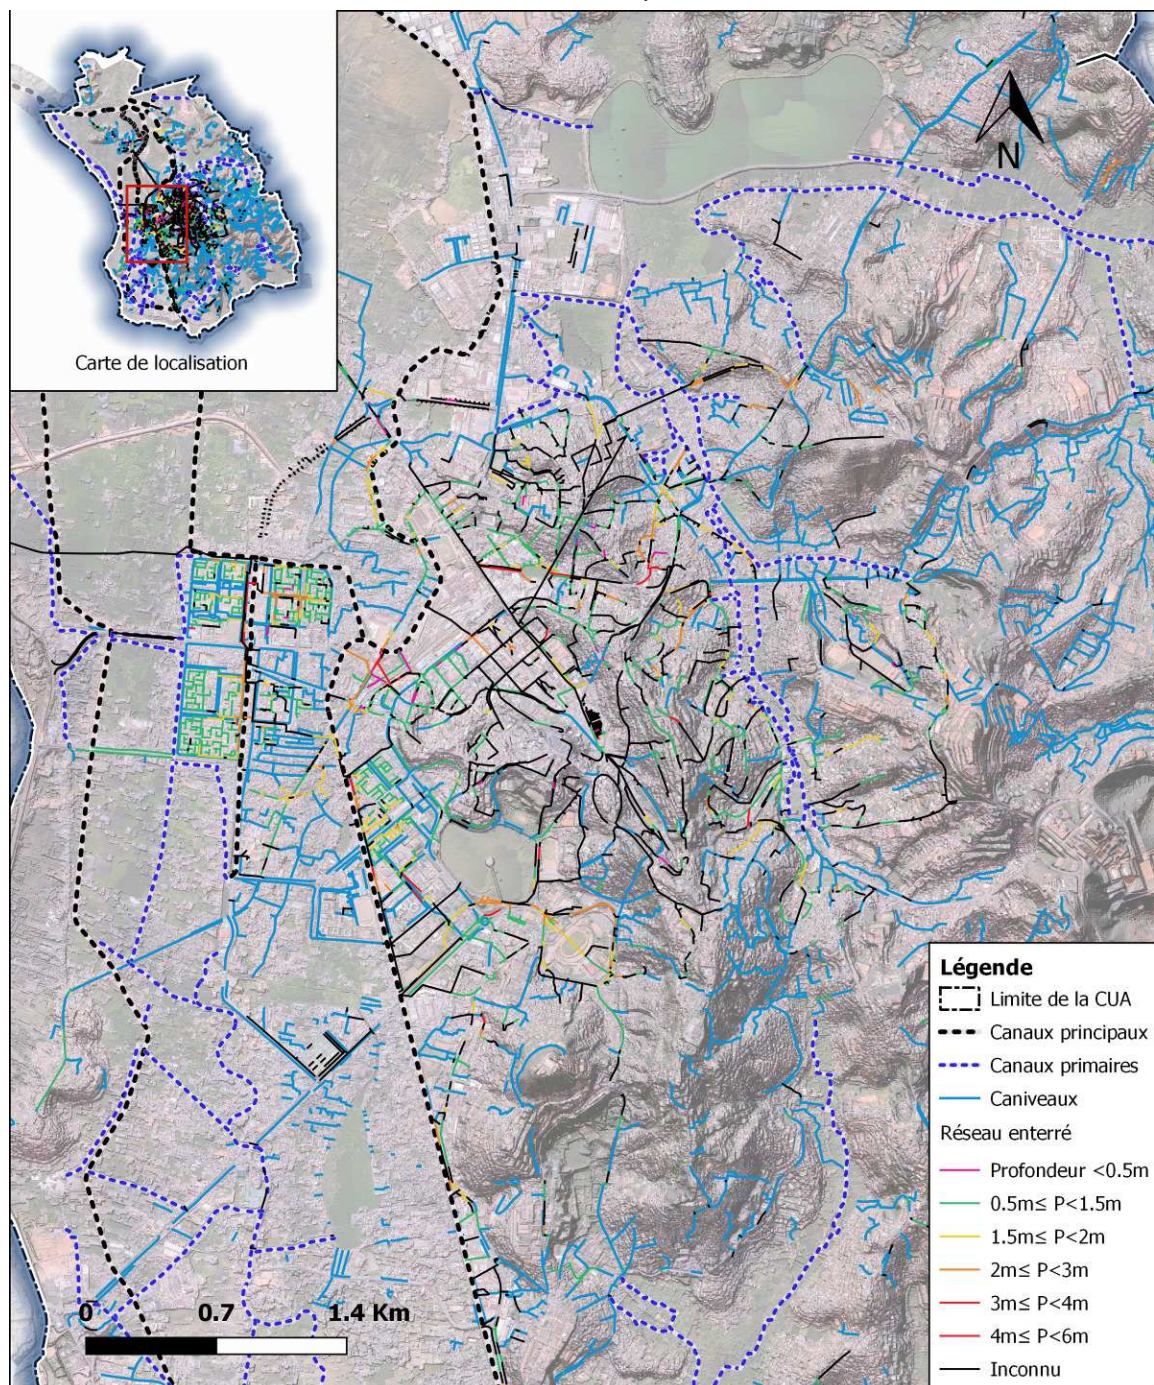 Carte de localisation
N
Légende
Limite de la CUA
Canaux principaux
Canaux primaires
Caniveaux
Réseau enterré
Profondeur <0.5m
0.5m≤ P<1.5m
1.5m≤ P<2m
2m≤ P<3m
3m≤ P<4m
4m≤ P<6m
Inconnu
0 0.7 1.4 Km